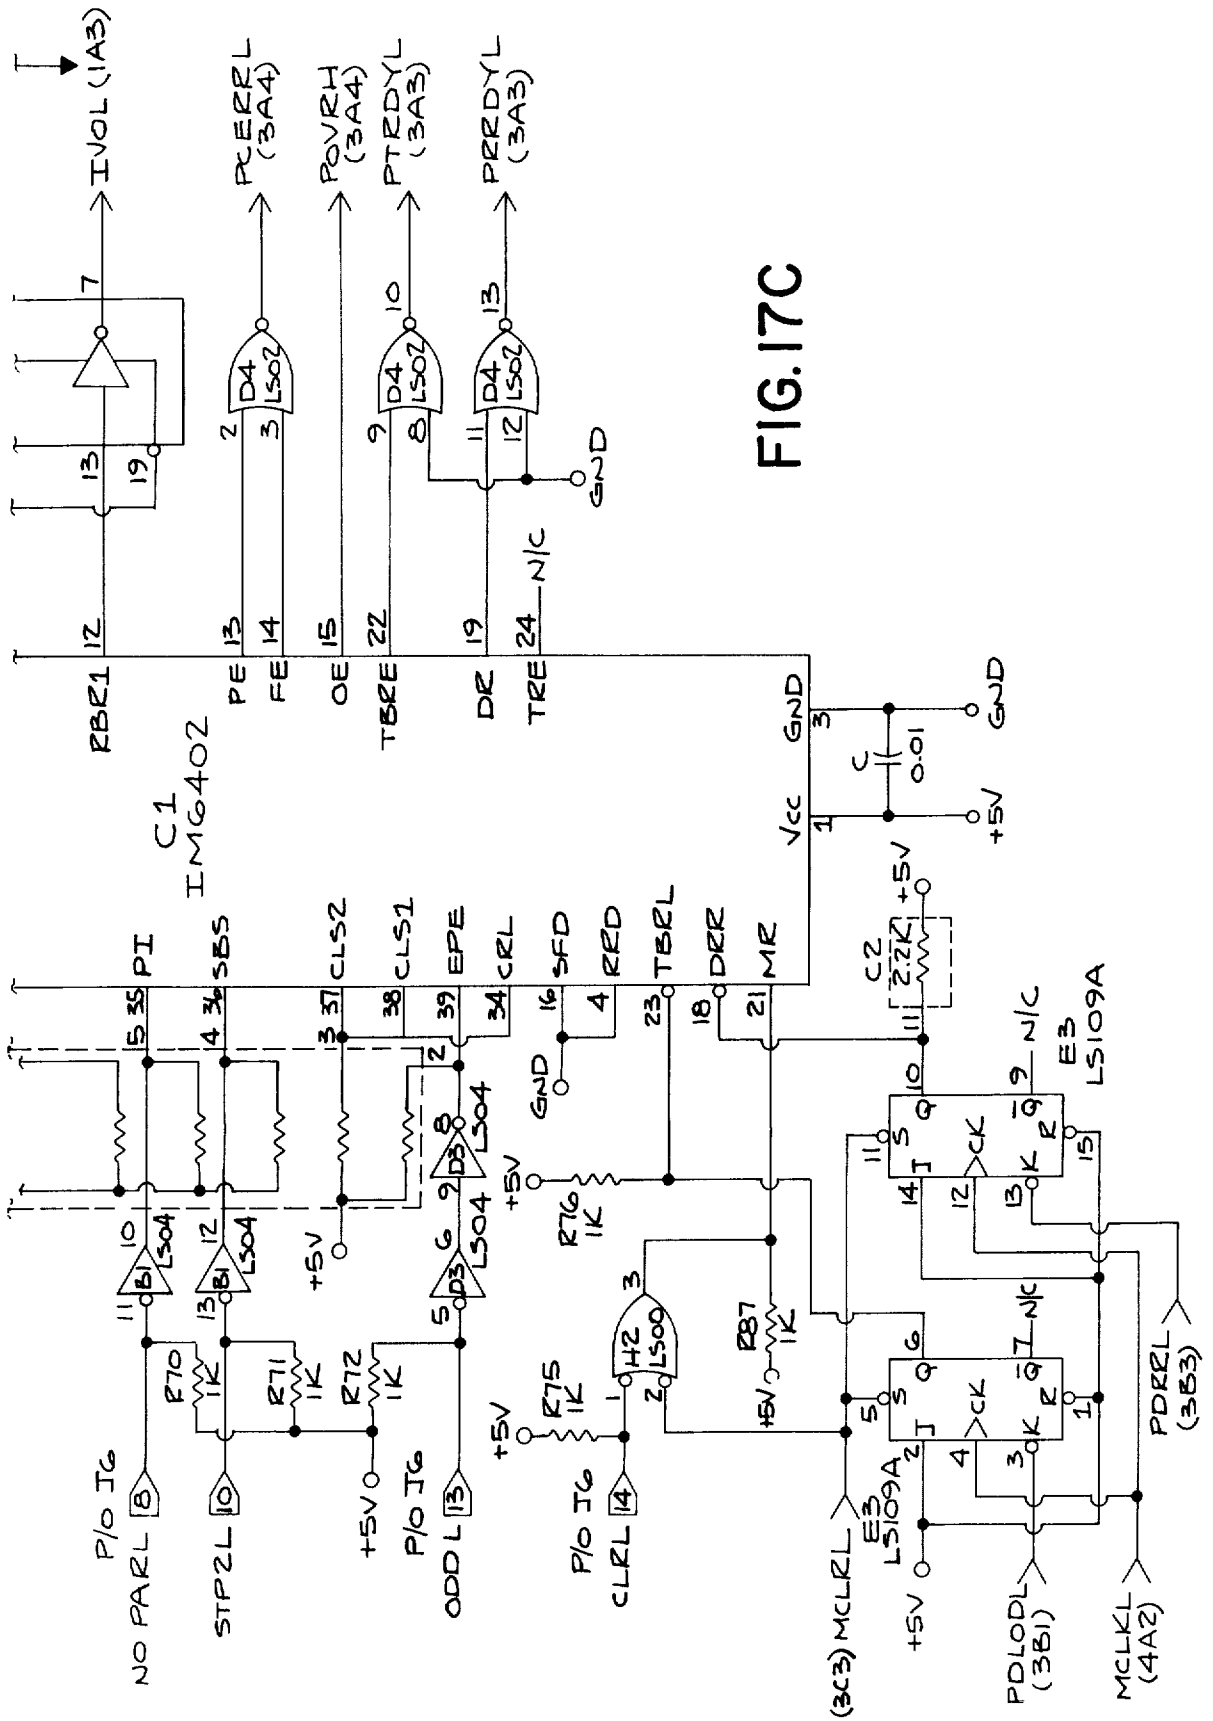 IVOL (1A3)
7
13
19
RBR1
12
PCERRL
(3A4)
D4
LS02
2
3
PE
13
FE
14
POVRH
(3A4)
OE
15
PTRDYL
(3A3)
10
D4
LS02
9
8
TBRE
22
PRRDYL
(3A3)
13
D4
LS02
11
12
GND
DR
19
TRE
24
N/C
C1
IM6402
GND
3
Vcc
1
C
0.01
GND
+5V
PI
35
5
SBS
36
4
CLS2
37
3
CLS1
38
EPE
39
2
CRL
34
SFD
16
RRD
4
TBRL
23
DRR
18
MR
21
GND
P/O J6
NO PARL
8
11
B1
LS04
10
STP2L
10
13
B1
LS04
12
R70
1K
R71
1K
R72
1K
+5V
+5V
P/O J6
ODD L
13
5
D3
LS04
6
9
D3
LS04
8
+5V
R76
1K
P/O J6
CLRL
14
+5V
R75
1K
1
2
H2
LS00
3
R87
1K
+5V
C2
2.2K
+5V
11
(3C3) MCLRL
E3
LS109A
+5V
5
S
2
J
4
CK
3
K
Q
6
Q
7
N/C
R
1
PDLODL
(3B1)
MCLKL
(4A2)
PDRRL
(3B3)
11
S
14
J
12
CK
13
K
Q
10
Q
9
N/C
R
15
E3
LS109A
FIG.17C